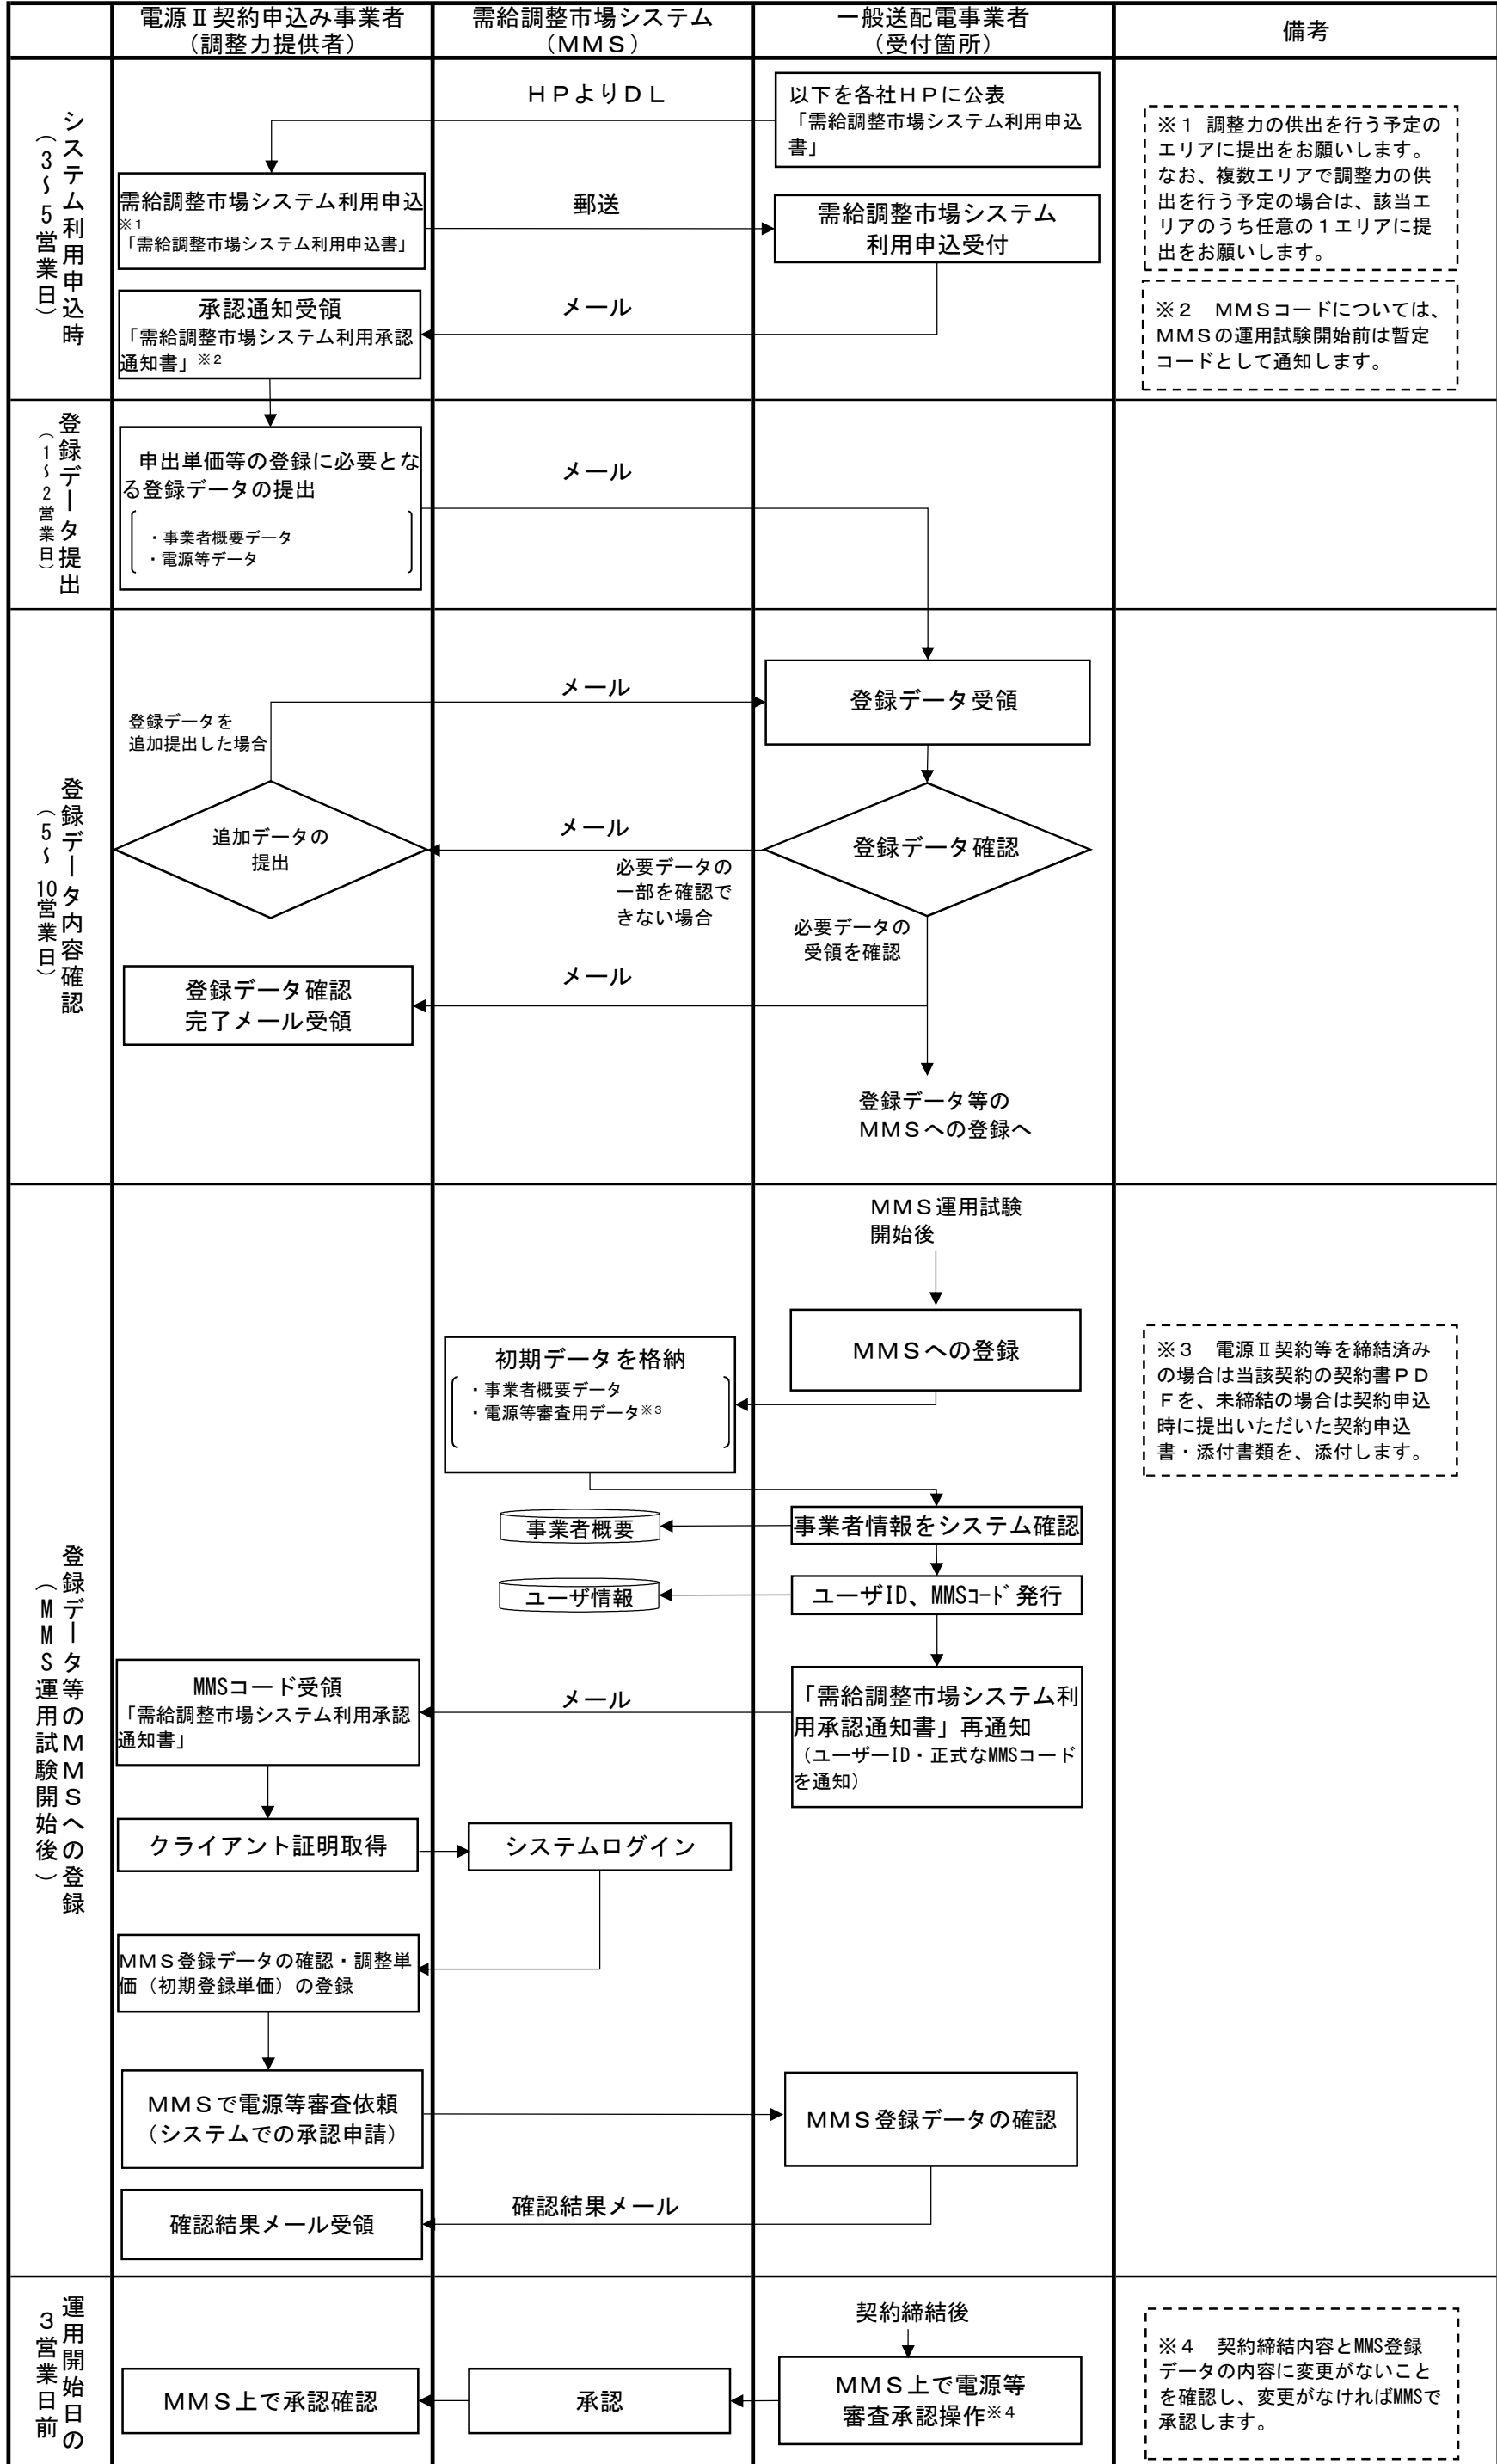 電源Ⅱ契約申込み事業者
（調整力提供者）
需給調整市場システム
（ＭＭＳ）
一般送配電事業者
（受付箇所）
備考
システム利用申込時
（３～５営業日）
ＨＰよりＤＬ
以下を各社ＨＰに公表
「需給調整市場システム利用申込
書」
需給調整市場システム利用申込
※１
「需給調整市場システム利用申込書」
郵送
需給調整市場システム
利用申込受付
承認通知受領
「需給調整市場システム利用承認
通知書」※２
メール
※１ 調整力の供出を行う予定の
エリアに提出をお願いします。
なお、複数エリアで調整力の供
出を行う予定の場合は、該当エ
リアのうち任意の１エリアに提
出をお願いします。
※２　ＭＭＳコードについては、
ＭＭＳの運用試験開始前は暫定
コードとして通知します。
登録データ提出
（１～２営業日）
申出単価等の登録に必要とな
る登録データの提出
・事業者概要データ
・電源等データ
メール
登録データ内容確認
（５～10営業日）
メール
登録データ受領
登録データを
追加提出した場合
追加データの
提出
メール
必要データの
一部を確認で
きない場合
登録データ確認
必要データの
受領を確認
登録データ確認
完了メール受領
メール
登録データ等の
ＭＭＳへの登録へ
登録データ等のＭＭＳへの登録
（ＭＭＳ運用試験開始後）
ＭＭＳ運用試験
開始後
ＭＭＳへの登録
初期データを格納
・事業者概要データ
・電源等審査用データ※３
※３　電源Ⅱ契約等を締結済み
の場合は当該契約の契約書ＰＤ
Ｆを、未締結の場合は契約申込
時に提出いただいた契約申込
書・添付書類を、添付します。
事業者概要
事業者情報をシステム確認
ユーザ情報
ユーザID、MMSｺｰﾄﾞ発行
MMSコード受領
「需給調整市場システム利用承認
通知書」
メール
「需給調整市場システム利
用承認通知書」再通知
（ユーザーID・正式なMMSコード
を通知）
クライアント証明取得
システムログイン
ＭＭＳ登録データの確認・調整単
価（初期登録単価）の登録
ＭＭＳで電源等審査依頼
（システムでの承認申請）
ＭＭＳ登録データの確認
確認結果メール受領
確認結果メール
運用開始日の
３営業日前
契約締結後
ＭＭＳ上で承認確認
承認
ＭＭＳ上で電源等
審査承認操作※４
※４　契約締結内容とMMS登録
データの内容に変更がないこと
を確認し、変更がなければMMSで
承認します。